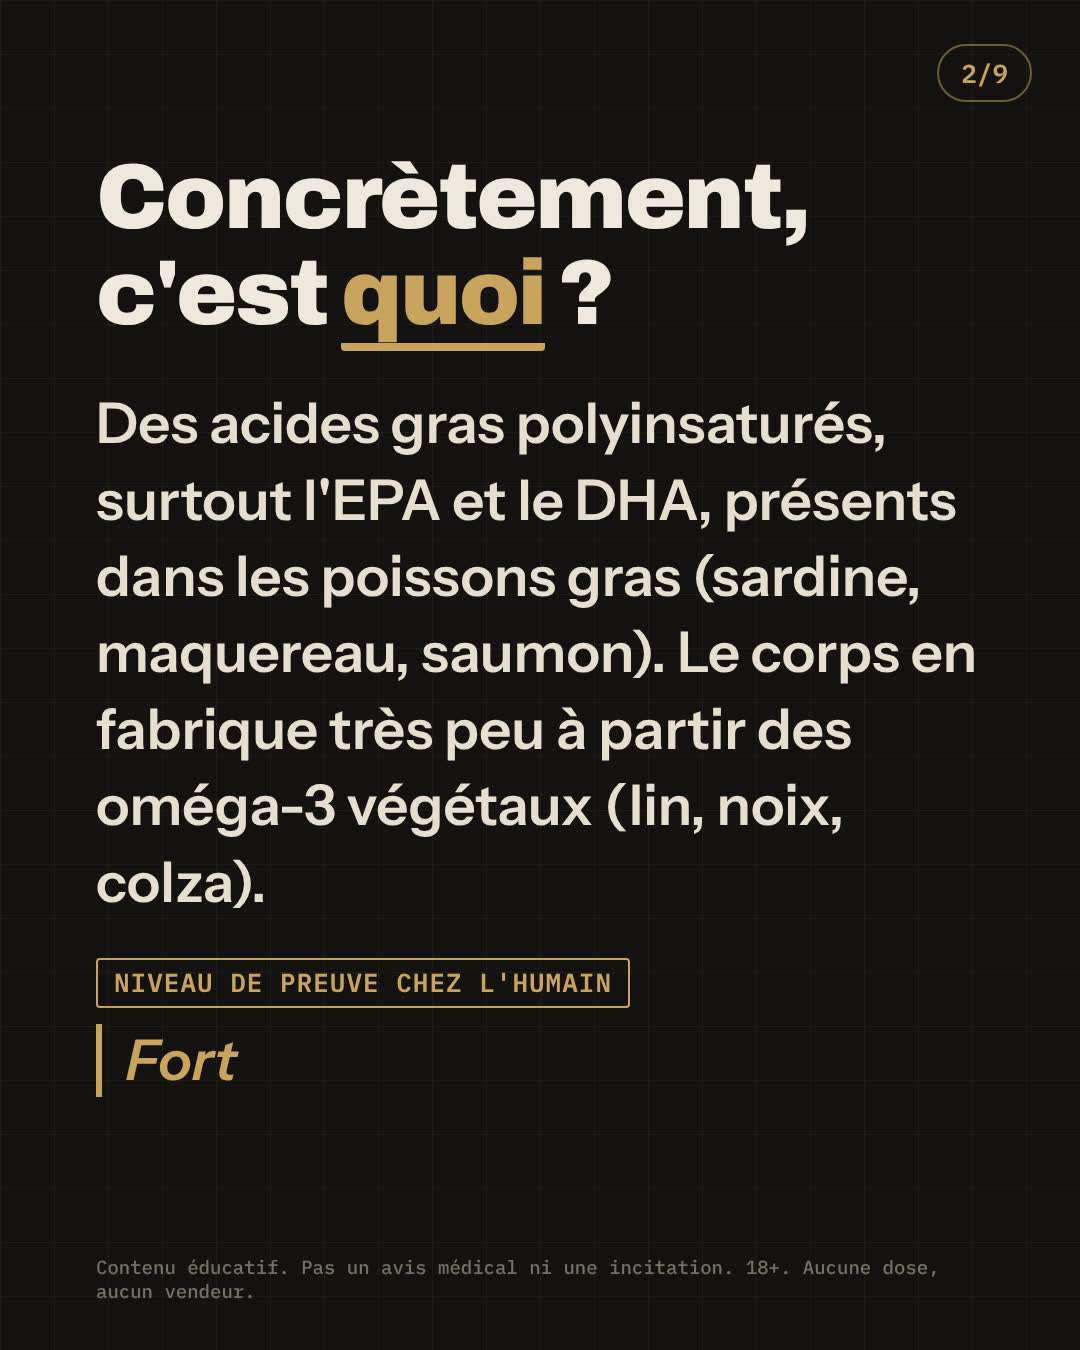 2/9
Concrètement,
c'est quoi ?
Des acides gras polyinsaturés,
surtout l'EPA et le DHA, présents
dans les poissons gras (sardine,
maquereau, saumon). Le corps en
fabrique très peu à partir des
oméga-3 végétaux (lin, noix,
colza).
NIVEAU DE PREUVE CHEZ L'HUMAIN
Fort
Contenu éducatif. Pas un avis médical ni une incitation. 18+. Aucune dose,
aucun vendeur.